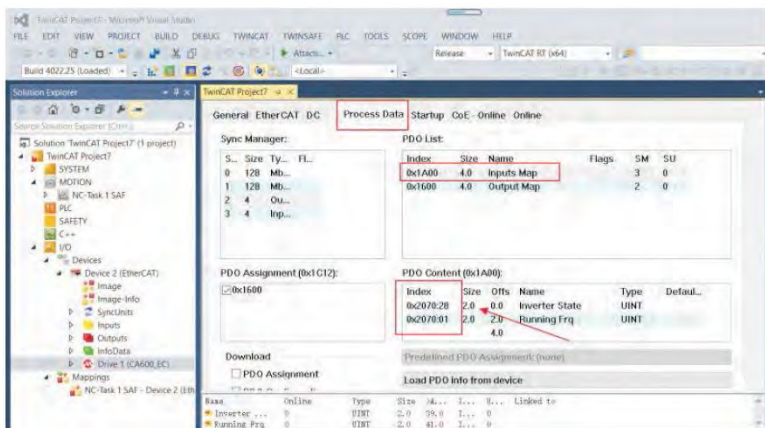 TwinCAT Project7 - Microsoft Visual Studio
FILE EDIT VIEW PROJECT BUILD DEBUG TWINCAT TWINSAFE PLC TOOLS SCOPE WINDOW HELP
Attach... Release TwinCAT RT (x64)
Build 4022.25 (Loaded) <Local>
Solution Explorer
Search Solution Explorer (Ctrl+;)
Solution 'TwinCAT Project7' (1 project)
TwinCAT Project7
SYSTEM
MOTION
NC-Task 1 SAF
PLC
SAFETY
C++
I/O
Devices
Device 2 (EtherCAT)
Image
Image-Info
SyncUnits
Inputs
Outputs
InfoData
Drive 1 (CA600_EC)
Mappings
NC-Task 1 SAF - Device 2 (Eth
TwinCAT Project7
General EtherCAT DC Process Data Startup CoE - Online Online
Sync Manager:
S... Size Ty... Fl...
0 128 Mb...
1 128 Mb...
2 4 Ou...
3 4 Inp...
PDO List:
Index Size Name Flags SM SU
0x1A00 4.0 Inputs Map 3 0
0x1600 4.0 Output Map 2 0
PDO Assignment (0x1C12):
0x1600
PDO Content (0x1A00):
Index Size Offs Name Type Defaul...
0x2070:28 2.0 0.0 Inverter State UINT
0x2070:01 2.0 2.0 Running Frq UINT
4.0
Download
PDO Assignment
Predefined PDO Assignment: (none)
Load PDO info from device
Name Online Type Size >A... I... U... Linked to
Inverter ... 0 UINT 2.0 39.0 I... 0
Running Frq 0 UINT 2.0 41.0 I... 0